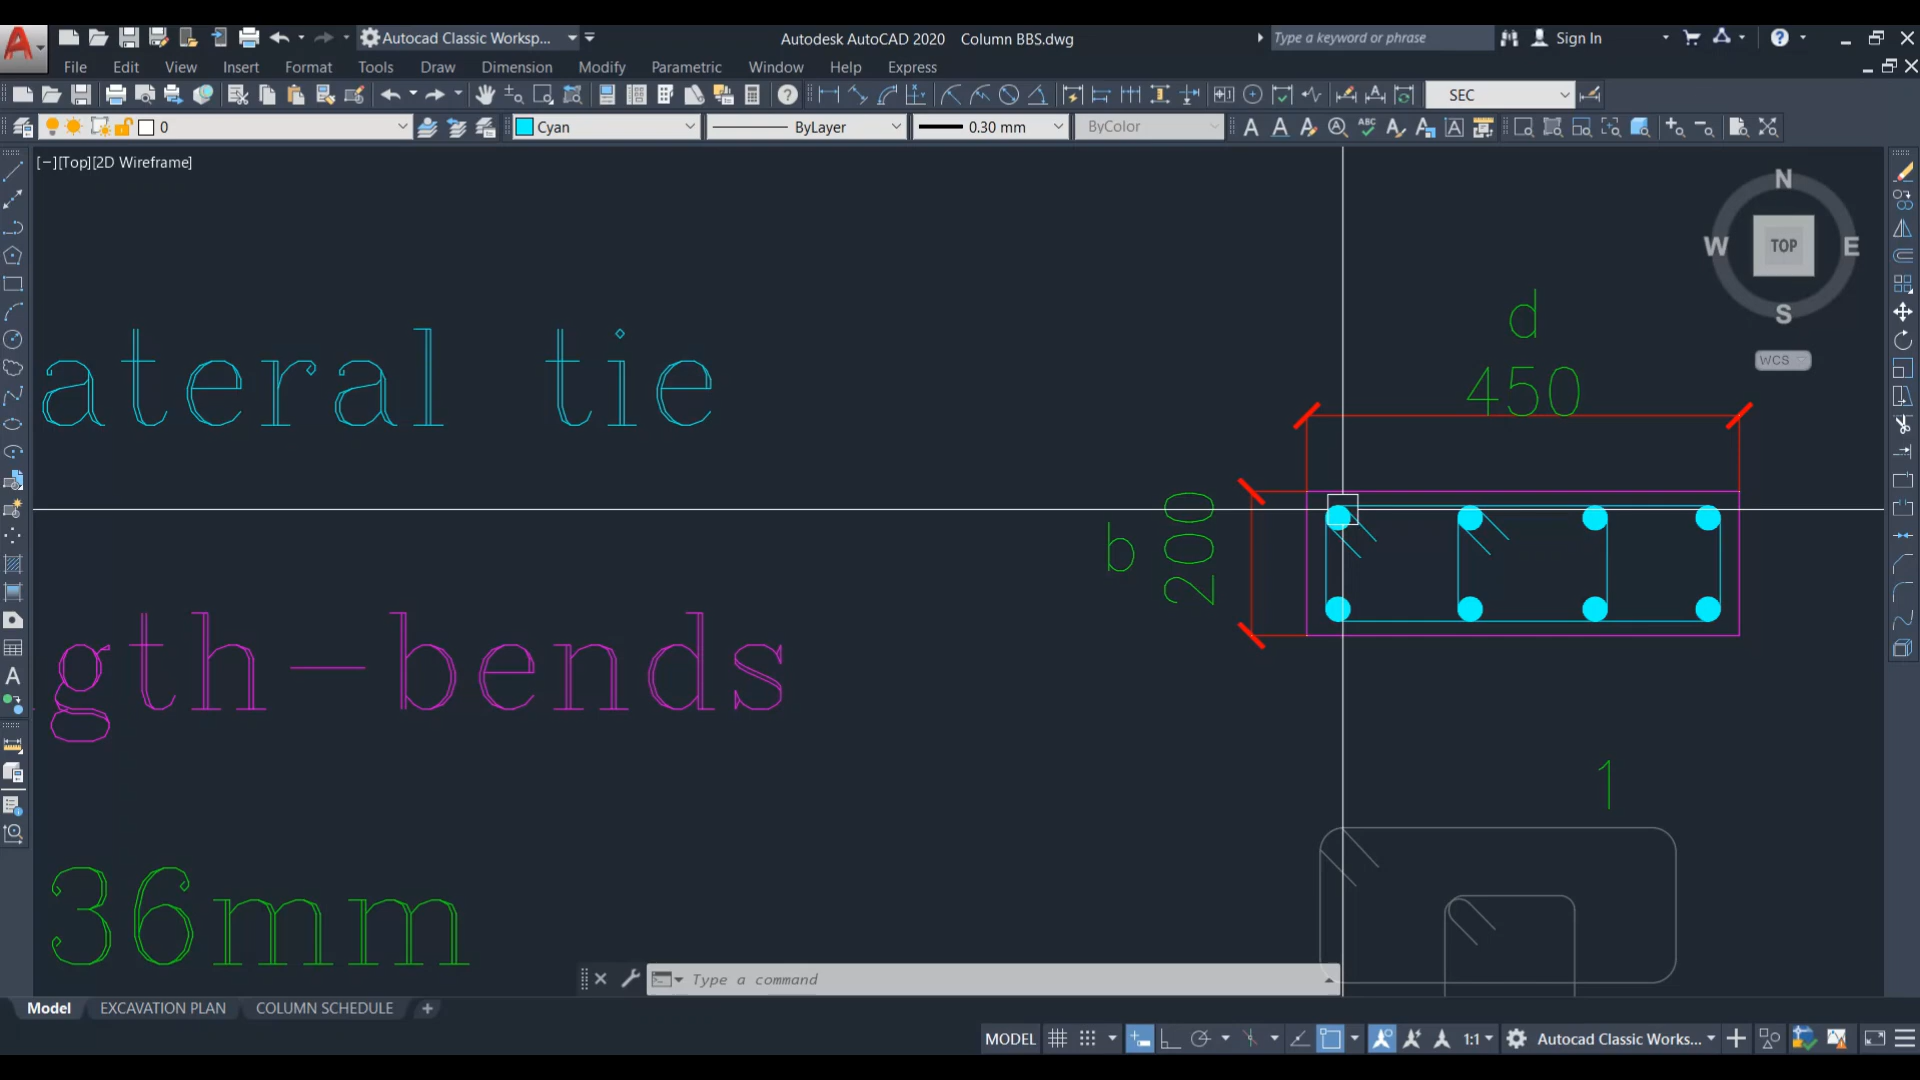 Autocad Classic Worksp...
Autodesk AutoCAD 2020 Column BBS.dwg
Type a keyword or phrase
Sign In
File Edit View Insert Format Tools Draw Dimension Modify Parametric Window Help Express
SEC
0
Cyan
ByLayer
0.30 mm
ByColor
ABC
[−][Top][2D Wireframe]
N
W
TOP
E
S
WCS
d
450
ateral tie
b
200
gth-bends
1
36mm
Type a command
Model
EXCAVATION PLAN
COLUMN SCHEDULE
MODEL
1:1
Autocad Classic Works...